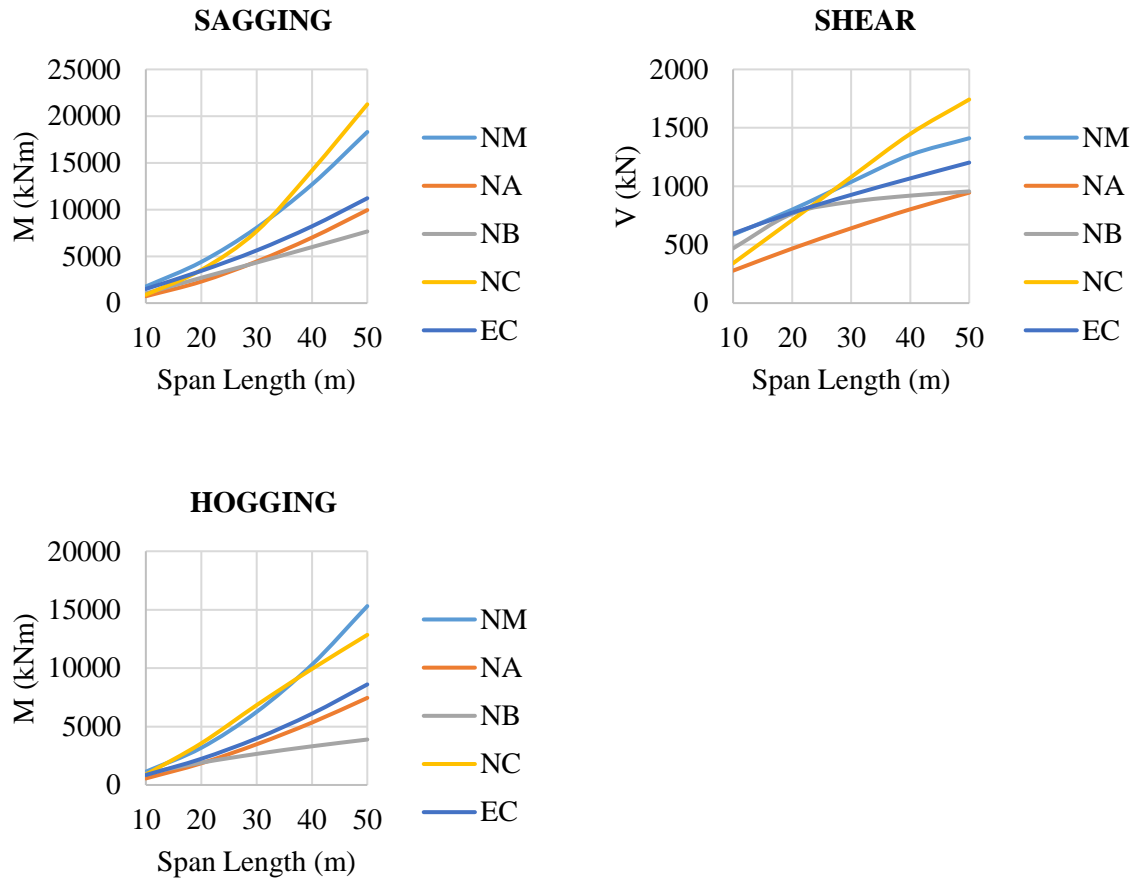 SAGGING
M (kNm)
25000
20000
15000
10000
5000
0
10 20 30 40 50
Span Length (m)
NM
NA
NB
NC
EC
SHEAR
V (kN)
2000
1500
1000
500
0
10 20 30 40 50
Span Length (m)
NM
NA
NB
NC
EC
HOGGING
M (kNm)
20000
15000
10000
5000
0
10 20 30 40 50
Span Length (m)
NM
NA
NB
NC
EC